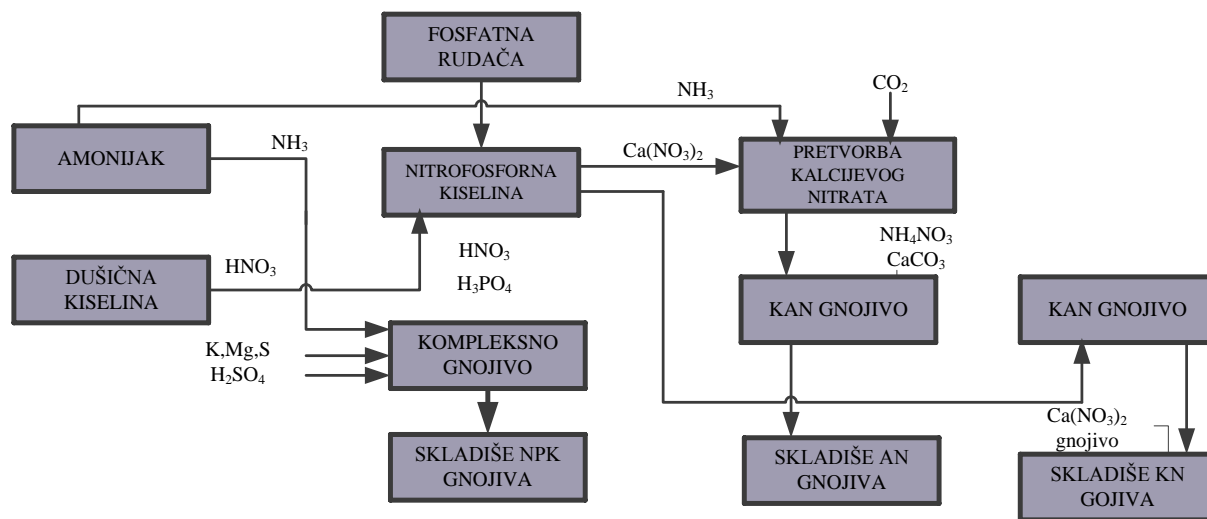 FOSFATNA
RUDAČA
NH₃
CO₂
AMONIJAK
NH₃
NITROFOSFORNA
KISELINA
Ca(NO₃)₂
PRETVORBA
KALCIJEVOG
NITRATA
DUŠIČNA
KISELINA
HNO₃
HNO₃
H₃PO₄
NH₄NO₃
CaCO₃
KAN GNOJIVO
KAN GNOJIVO
K,Mg,S
H₂SO₄
KOMPLEKSNO
GNOJIVO
SKLADIŠE NPK
GNOJIVA
SKLADIŠE AN
GNOJIVA
Ca(NO₃)₂
gnojivo
SKLADIŠE KN
GOJIVA